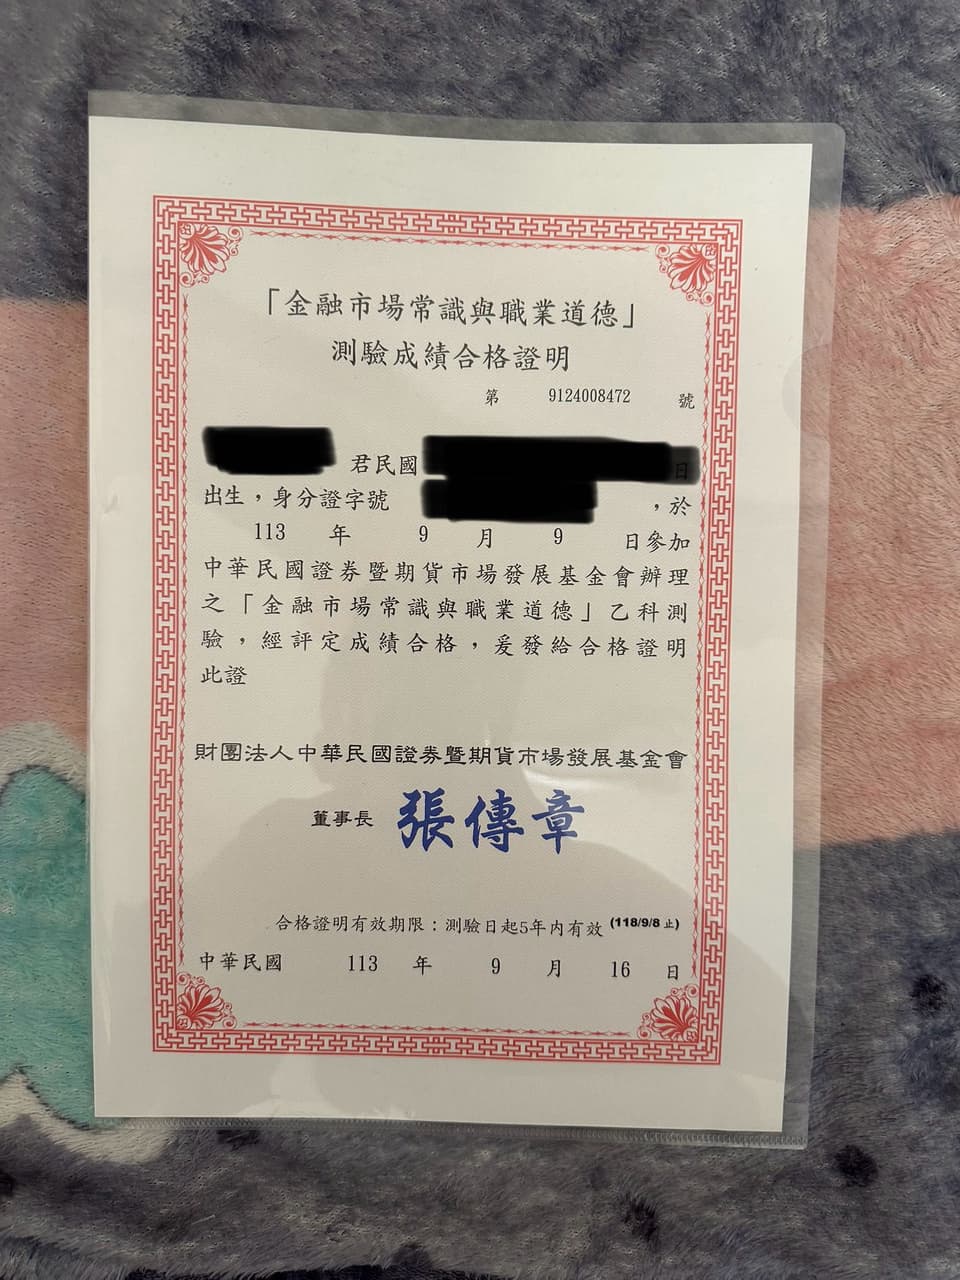 「金融市場常識與職業道德」
測驗成績合格證明
第 9124008472 號
君民國 日
出生，身分證字號 ，於
113 年 9 月 9 日參加
中華民國證券暨期貨市場發展基金會辦理
之「金融市場常識與職業道德」乙科測
驗，經評定成績合格，爰發給合格證明
此證
財團法人中華民國證券暨期貨市場發展基金會
董事長 張傳章
合格證明有效期限：測驗日起5年內有效 (118/9/8 止)
中華民國 113 年 9 月 16 日